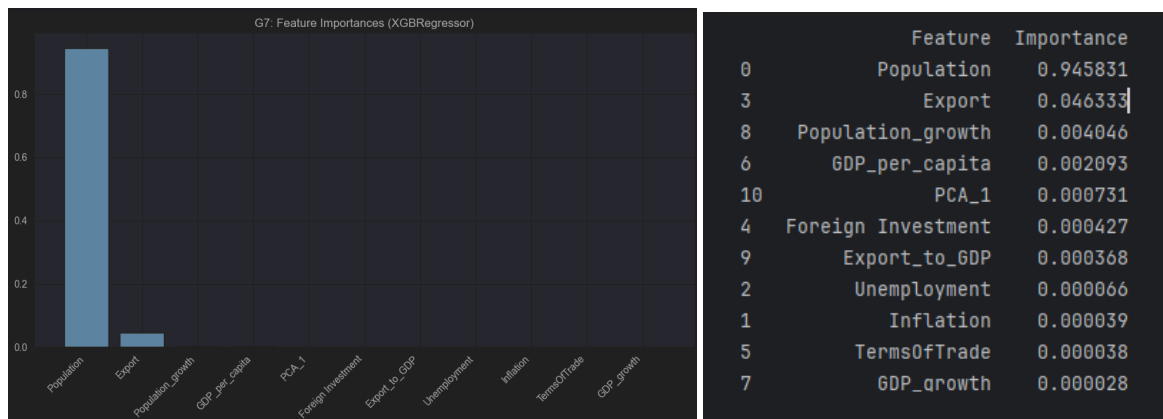 G7: Feature Importances (XGBRegressor)
0.8
0.6
0.4
0.2
0.0
Population
Export
Population_growth
GDP_per_capita
PCA_1
Foreign Investment
Export_to_GDP
Unemployment
Inflation
TermsOfTrade
GDP_growth
Feature Importance
0 Population 0.945831
3 Export 0.046333
8 Population_growth 0.004046
6 GDP_per_capita 0.002093
10 PCA_1 0.000731
4 Foreign Investment 0.000427
9 Export_to_GDP 0.000368
2 Unemployment 0.000066
1 Inflation 0.000039
5 TermsOfTrade 0.000038
7 GDP_growth 0.000028